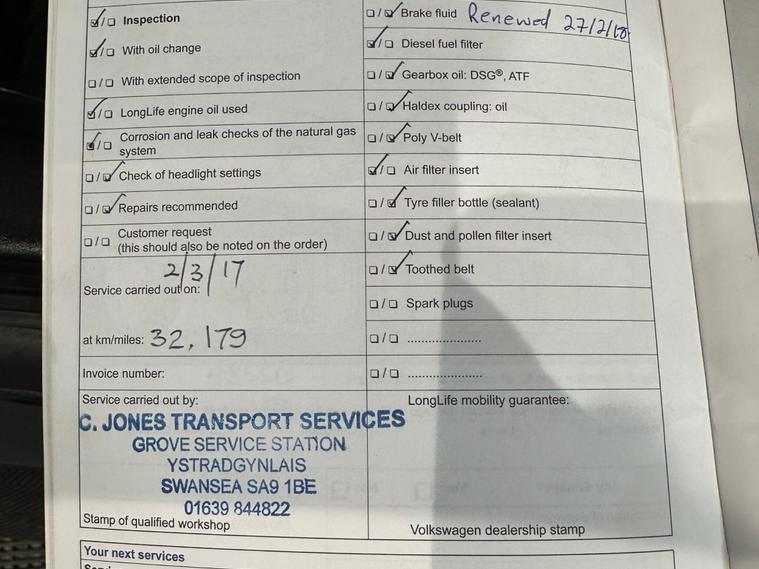 Inspection
With oil change
With extended scope of inspection
LongLife engine oil used
Corrosion and leak checks of the natural gas
system
Check of headlight settings
Repairs recommended
Customer request
(this should also be noted on the order)
2/3/17
Service carried out on:
at km/miles: 32,179
Invoice number:
Service carried out by:
C. JONES TRANSPORT SERVICES
GROVE SERVICE STATION
YSTRADGYNLAIS
SWANSEA SA9 1BE
01639 844822
Stamp of qualified workshop
Brake fluid Renewed 27/2/18
Diesel fuel filter
Gearbox oil: DSG®, ATF
Haldex coupling: oil
Poly V-belt
Air filter insert
Tyre filler bottle (sealant)
Dust and pollen filter insert
Toothed belt
Spark plugs
.....................
.....................
LongLife mobility guarantee:
Volkswagen dealership stamp
Your next services